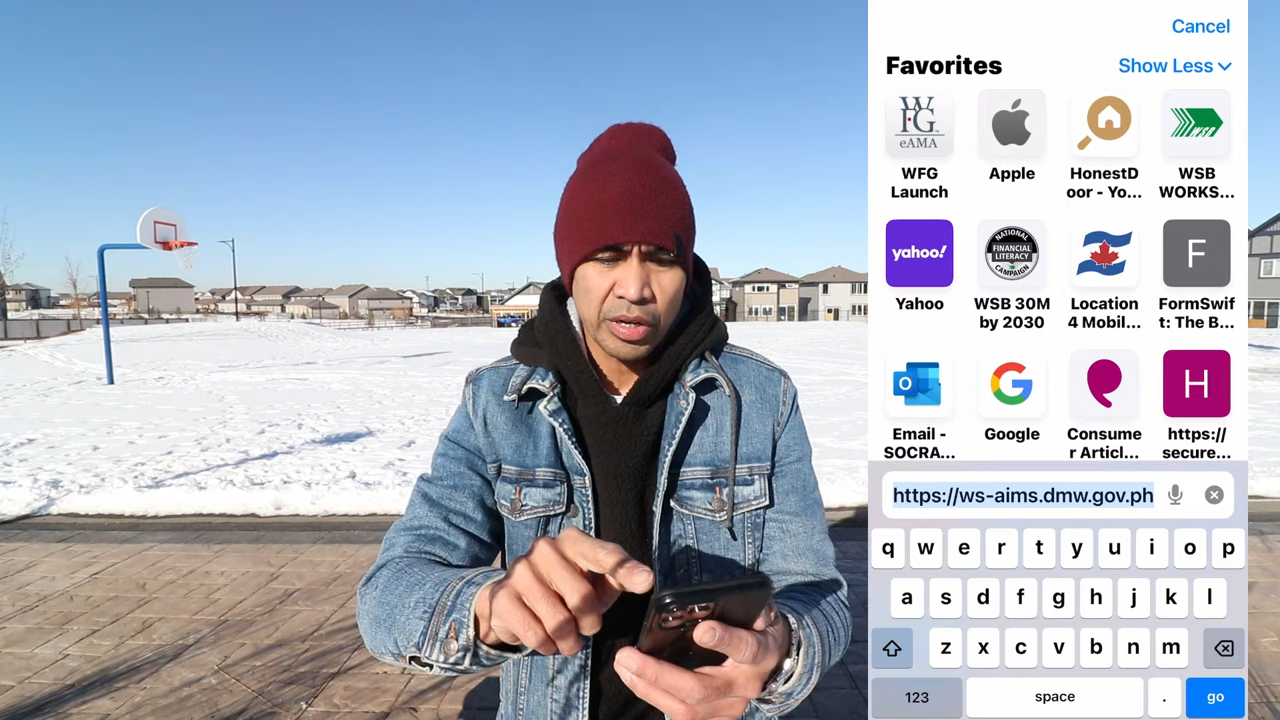 Cancel
Favorites
Show Less
WFG
eAMA
WSB
WFG
Launch
Apple
HonestD
oor - Yo...
WSB
WORKS...
yahoo!
NATIONAL
FINANCIAL
LITERACY
CAMPAIGN
F
Yahoo
WSB 30M
by 2030
Location
4 Mobil...
FormSwif
t: The B...
O
G
H
Email -
SOCRA...
Google
Consume
r Articl...
https://
secure...
https://ws-aims.dmw.gov.ph
q w e r t y u i o p
a s d f g h j k l
z x c v b n m
123
space
.
go